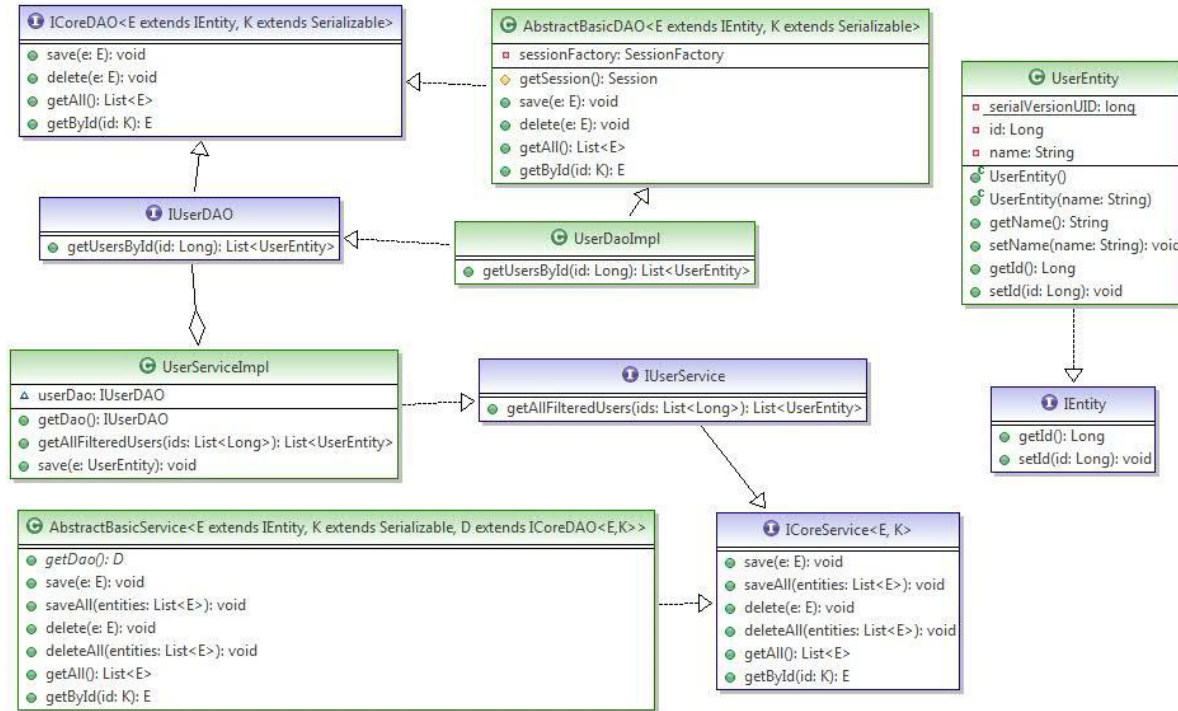 ICoreDAO<E extends IEntity, K extends Serializable>
save(e: E): void
delete(e: E): void
getAll(): List<E>
getById(id: K): E
AbstractBasicDAO<E extends IEntity, K extends Serializable>
sessionFactory: SessionFactory
getSession(): Session
save(e: E): void
delete(e: E): void
getAll(): List<E>
getById(id: K): E
UserEntity
serialVersionUID: long
id: Long
name: String
UserEntity()
UserEntity(name: String)
getName(): String
setName(name: String): void
getId(): Long
setId(id: Long): void
IUserDAO
getUsersById(id: Long): List<UserEntity>
UserDaoImpl
getUsersById(id: Long): List<UserEntity>
UserServiceImpl
userDao: IUserDAO
getDao(): IUserDAO
getAllFilteredUsers(ids: List<Long>): List<UserEntity>
save(e: UserEntity): void
IUserService
getAllFilteredUsers(ids: List<Long>): List<UserEntity>
IEntity
getId(): Long
setId(id: Long): void
AbstractBasicService<E extends IEntity, K extends Serializable, D extends ICoreDAO<E,K>>
getDao(): D
save(e: E): void
saveAll(entities: List<E>): void
delete(e: E): void
deleteAll(entities: List<E>): void
getAll(): List<E>
getById(id: K): E
ICoreService<E, K>
save(e: E): void
saveAll(entities: List<E>): void
delete(e: E): void
deleteAll(entities: List<E>): void
getAll(): List<E>
getById(id: K): E